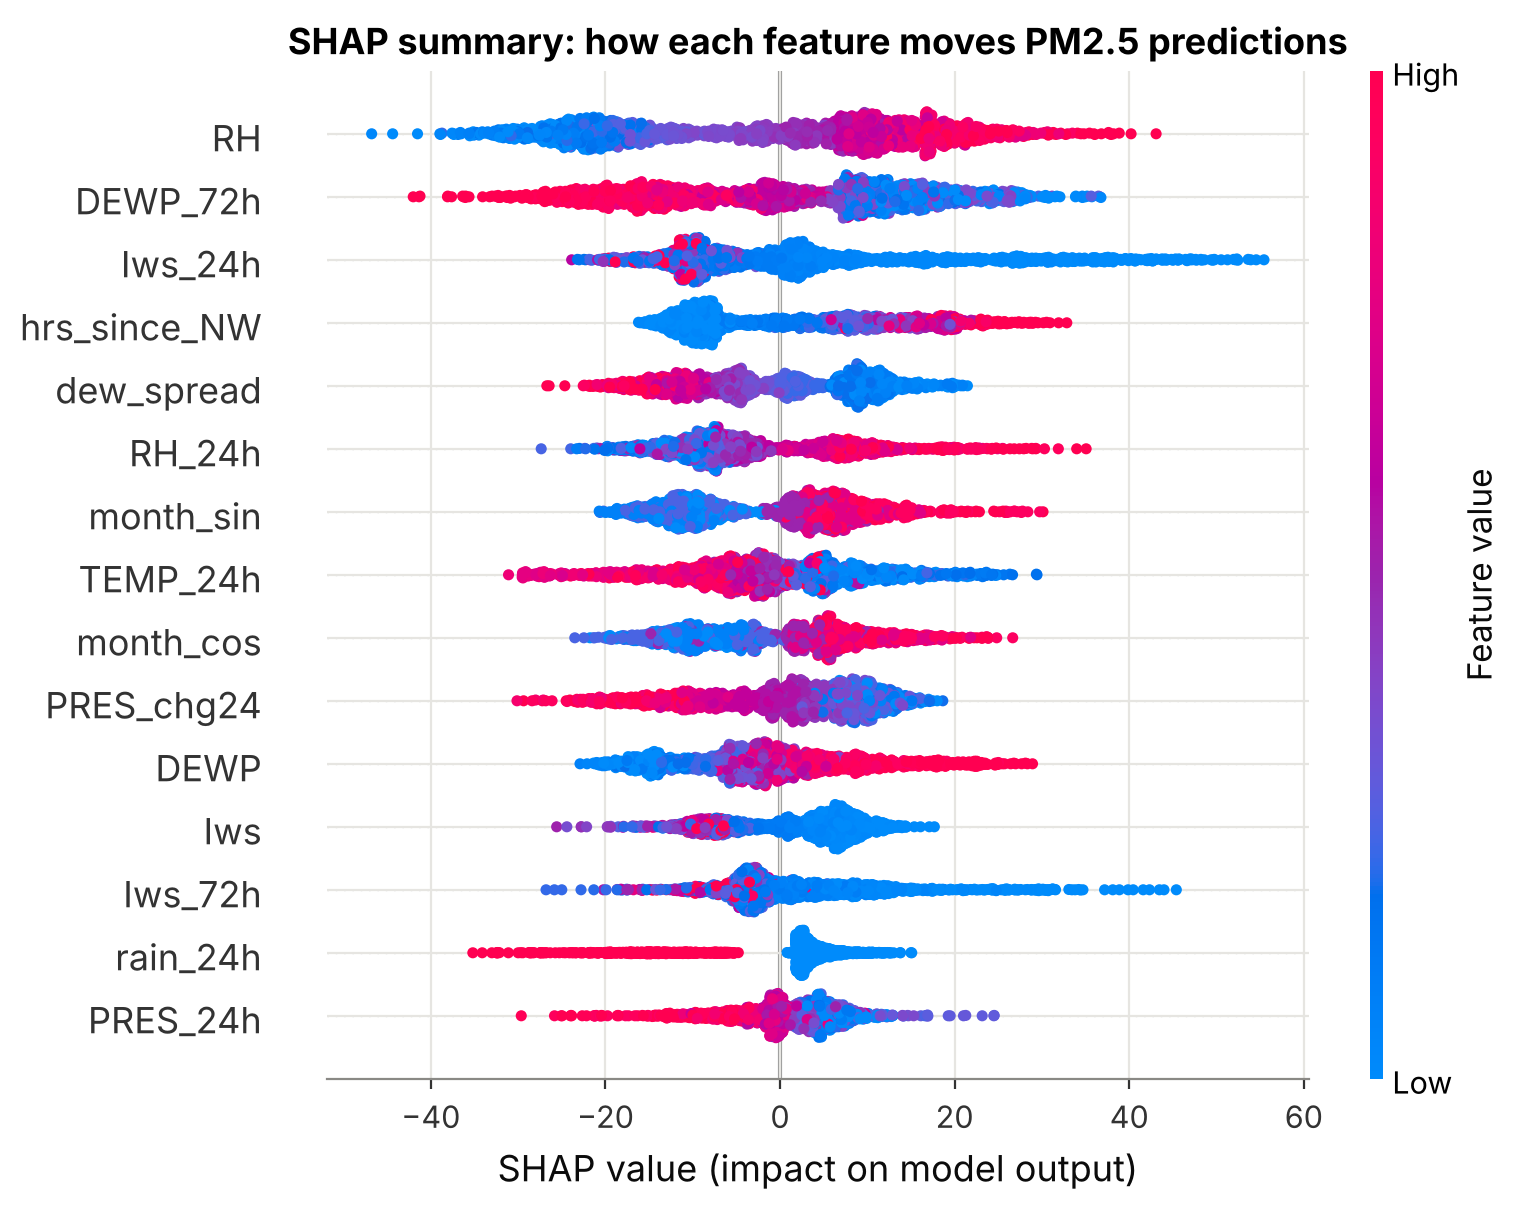 SHAP summary: how each feature moves PM2.5 predictions
High
RH
DEWP_72h
Iws_24h
hrs_since_NW
dew_spread
RH_24h
month_sin
TEMP_24h
month_cos
PRES_chg24
DEWP
Iws
Iws_72h
rain_24h
PRES_24h
Feature value
Low
−40 −20 0 20 40 60
SHAP value (impact on model output)